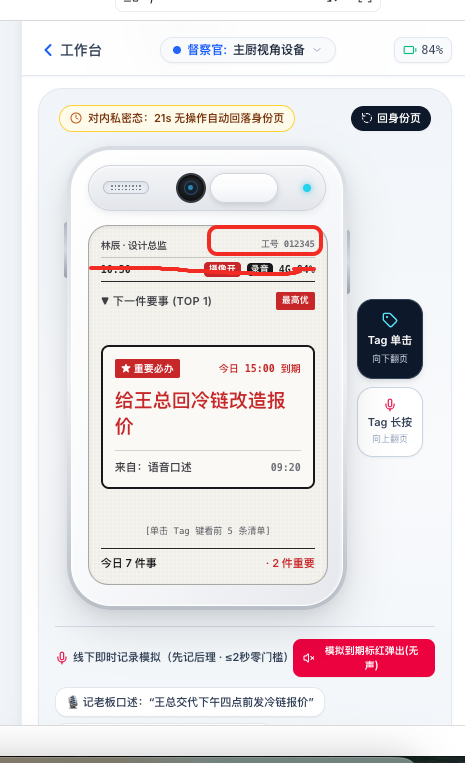 工作台
督察官: 主厨视角设备
84%
对内私密态: 21s 无操作自动回落身份页
回身份页
林辰·设计总监
工号 012345
16:30
摄像开 录音 4G 84%
▼ 下一件要事 (TOP 1)
最高优
★ 重要必办
今日 15:00 到期
给王总回冷链改造报
价
来自: 语音口述
09:20
[单击 Tag 键看前 5 条清单]
今日 7 件事
· 2 件重要
Tag 单击
向下翻页
Tag 长按
向上翻页
线下即时记录模拟 (先记后理 · ≤2秒零门槛)
模拟到期标红弹出(无
声)
记老板口述: “王总交代下午四点前发冷链报价”